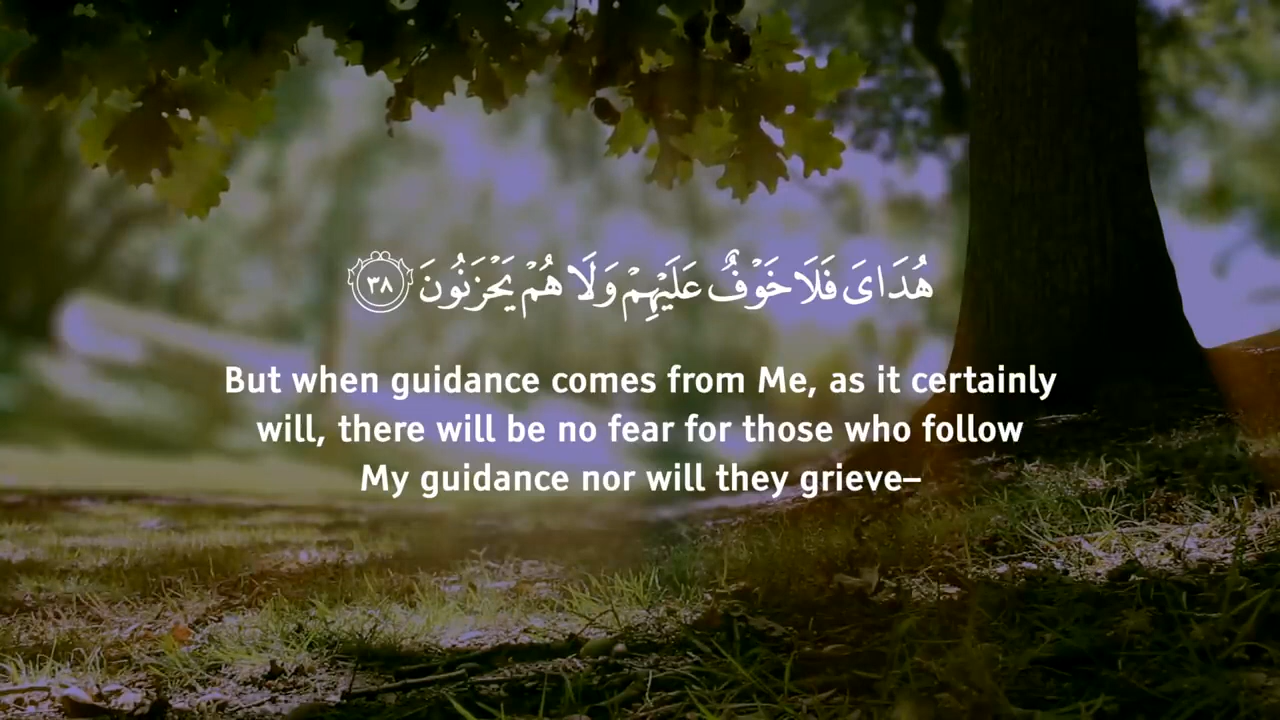 هُدَاىَ فَلَا خَوْفٌ عَلَيْهِمْ وَلَا هُمْ يَحْزَنُونَ ٣٨
But when guidance comes from Me, as it certainly
will, there will be no fear for those who follow
My guidance nor will they grieve–